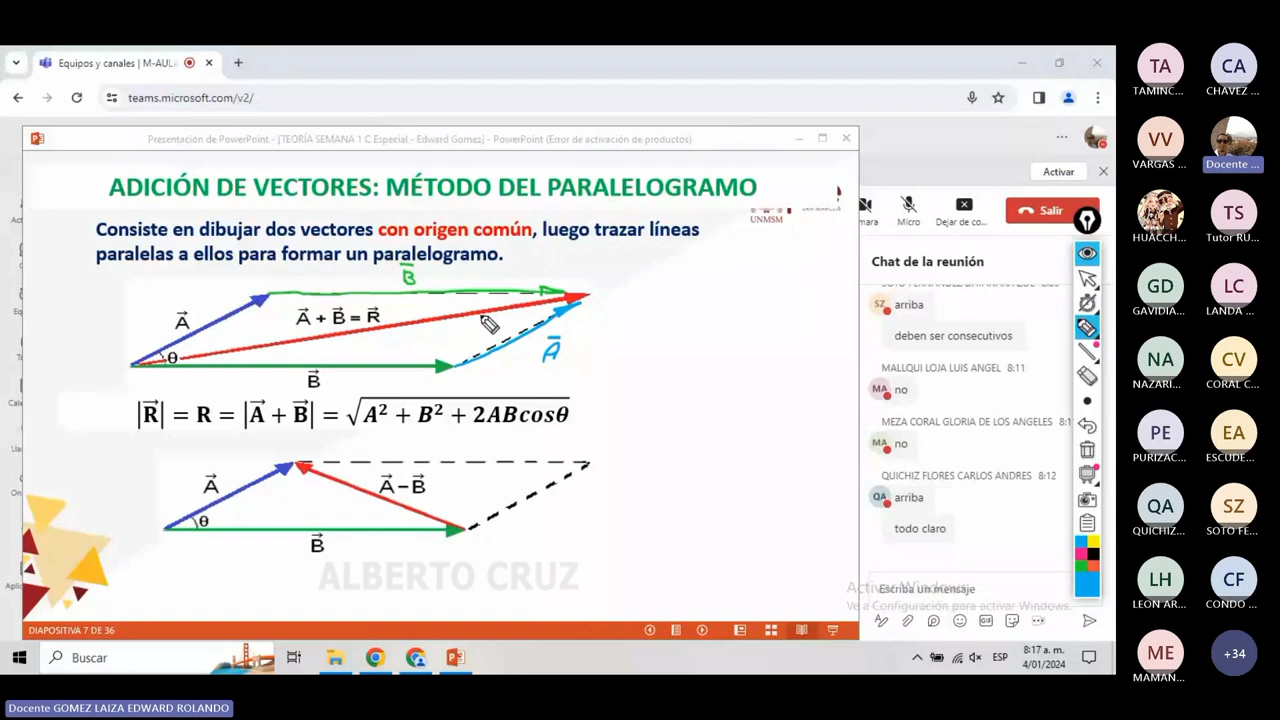 Equipos y canales | M-AULA
teams.microsoft.com/v2/
Presentación de PowerPoint - [TEORÍA SEMANA 1 C Especial - Edward Gomez] - PowerPoint (Error de activación de productos)
ADICIÓN DE VECTORES: MÉTODO DEL PARALELOGRAMO
UNMSM
Consiste en dibujar dos vectores con origen común, luego trazar líneas
paralelas a ellos para formar un paralelogramo.
B
A
A + B = R
θ
A
B
|R| = R = |A + B| = √A² + B² + 2ABcosθ
A
A − B
θ
B
ALBERTO CRUZ
DIAPOSITIVA 7 DE 36
Activar
Micro
Dejar de co...
Salir
Chat de la reunión
SZ
arriba
deben ser consecutivos
MALLQUI LOJA LUIS ANGEL 8:11
MA
no
MEZA CORAL GLORIA DE LOS ANGELES
MA
no
QUICHIZ FLORES CARLOS ANDRES 8:12
QA
arriba
todo claro
Activar Windows
Escriba un mensaje
Ve a Configuración para activar Windows.
Buscar
ESP
8:17 a. m.
4/01/2024
TA
TAMINC...
CA
CHAVEZ ...
VV
VARGAS ...
Docente ...
HUACCH...
TS
Tutor RU...
GD
GAVIDIA...
LC
LANDA ...
NA
NAZARI...
CV
CORAL C...
PE
PURIZAC...
EA
ESCUDE...
QA
QUICHIZ...
SZ
SOTO FE...
LH
LEON AR...
CF
CONDO ...
ME
MAMAN...
+34
Docente GOMEZ LAIZA EDWARD ROLANDO